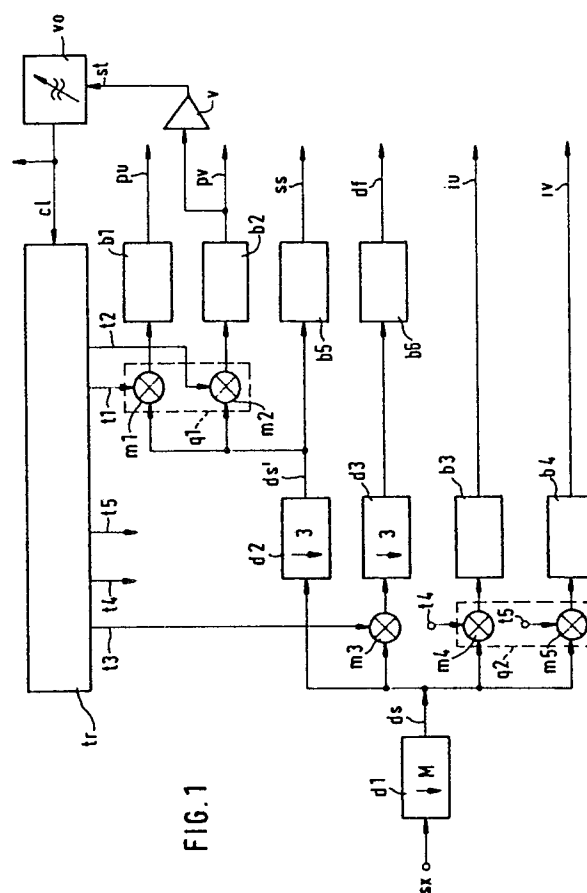 vo
st
cl
v
pu
pv
ss
df
iu
iv
b1
b2
b5
b6
t2
t1
m1
q1
m2
t5
t4
t3
tr
ds'
d2
3
d3
3
b3
b4
m3
t4
m4
t5
q2
m5
ds
d1
M
sx
FIG. 1